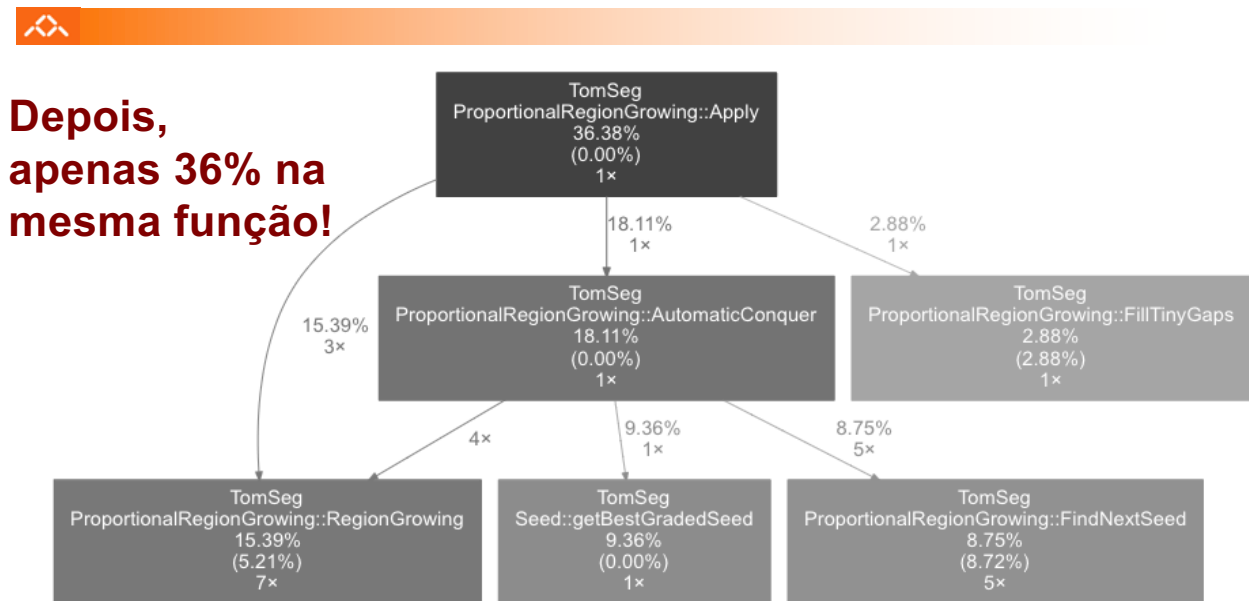 Depois,
apenas 36% na
mesma função!
TomSeg
ProportionalRegionGrowing::Apply
36.38%
(0.00%)
1×
18.11%
1×
2.88%
1×
15.39%
3×
TomSeg
ProportionalRegionGrowing::AutomaticConquer
18.11%
(0.00%)
1×
TomSeg
ProportionalRegionGrowing::FillTinyGaps
2.88%
(2.88%)
1×
4×
9.36%
1×
8.75%
5×
TomSeg
ProportionalRegionGrowing::RegionGrowing
15.39%
(5.21%)
7×
TomSeg
Seed::getBestGradedSeed
9.36%
(0.00%)
1×
TomSeg
ProportionalRegionGrowing::FindNextSeed
8.75%
(8.72%)
5×